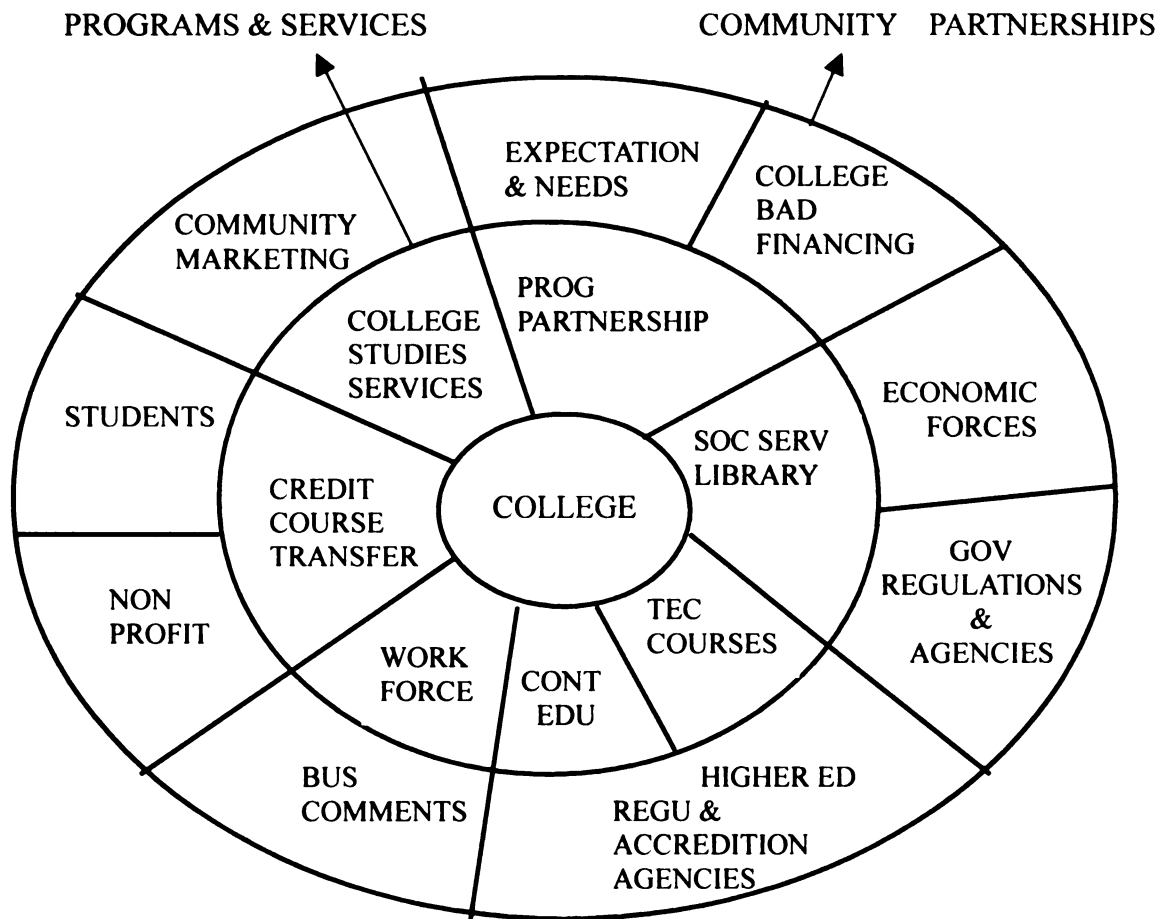 PROGRAMS & SERVICES
COMMUNITY PARTNERSHIPS
EXPECTATION
& NEEDS
COLLEGE
BAD
FINANCING
COMMUNITY
MARKETING
PROG
PARTNERSHIP
COLLEGE
STUDIES
SERVICES
STUDENTS
ECONOMIC
FORCES
SOC SERV
LIBRARY
CREDIT
COURSE
TRANSFER
COLLEGE
GOV
REGULATIONS
&
AGENCIES
NON
PROFIT
TEC
COURSES
WORK
FORCE
CONT
EDU
BUS
COMMENTS
HIGHER ED
REGU &
ACCREDITION
AGENCIES